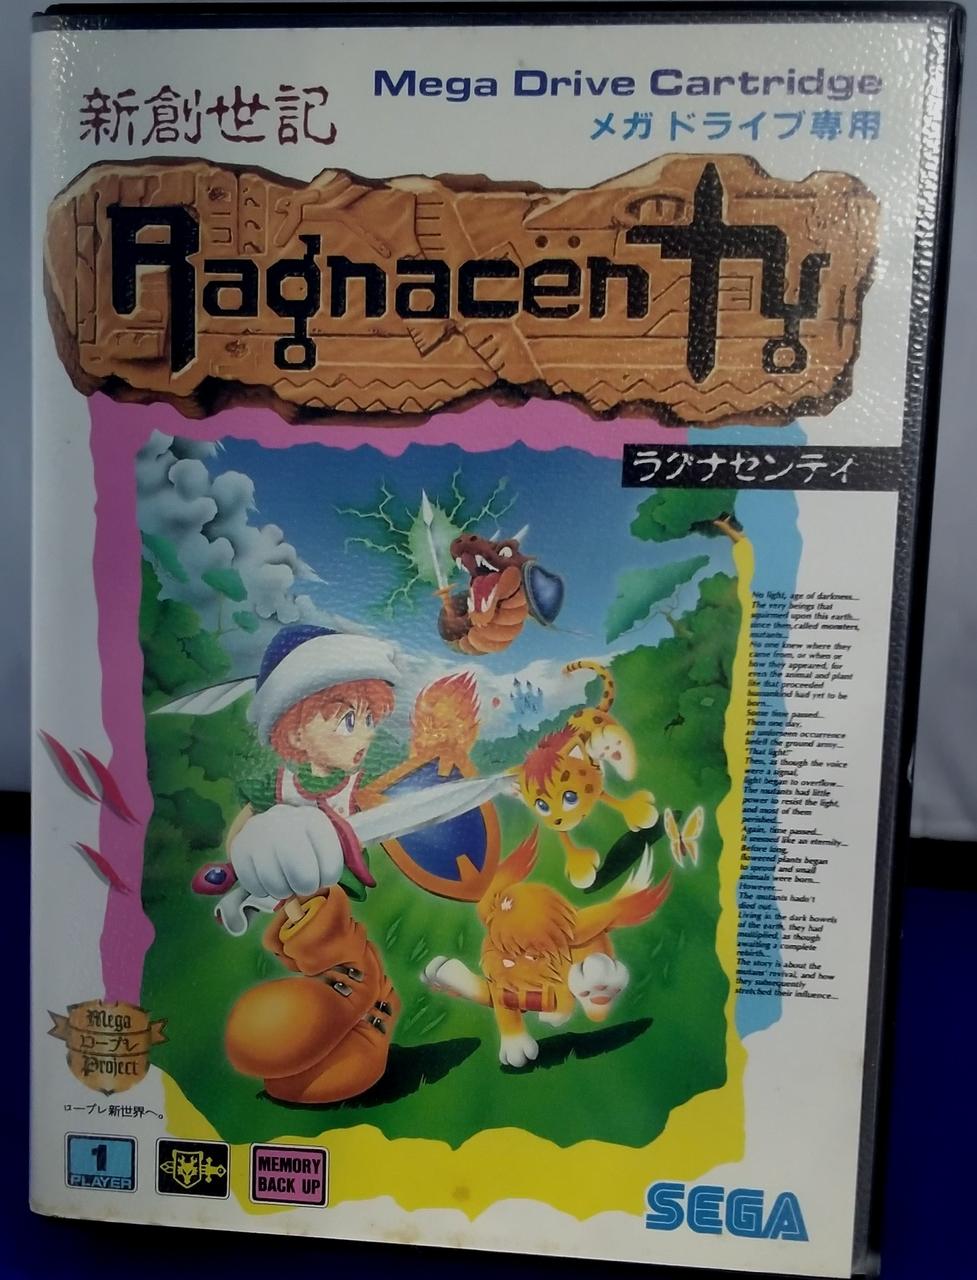 新創世記
Mega Drive Cartridge
メガドライブ専用
Ragnacënty
ラグナセンティ
No light, age of darkness...
The very beings that
squirmed upon this earth...
since then,called monsters,
mutants...
No one knew where they
came from, or when or
how they appeared, for
even the animal and plant
life that proceeded
humankind had yet to be
born...
Some time passed...
Then one day,
an unforseen occurrence
befell the ground army...
"That light!"
Then, as though the voice
were a signal,
light began to overflow...
The mutants had little
power to resist the light,
and most of them
perished...
Again, time passed...
It seemed like an eternity...
Before long,
flowered plants began
to sprout and small
animals were born...
However...
The mutants hadn't
died out...
Living in the dark bowels
of the earth, they had
multiplied, as though
awaiting a complete
rebirth...
The story is about the
mutans' revival, and how
they subsequently
stretched their influence...
Mega
ロープレ
Project
ロープレ新世界へ。
1
PLAYER
MEMORY
BACK UP
SEGA